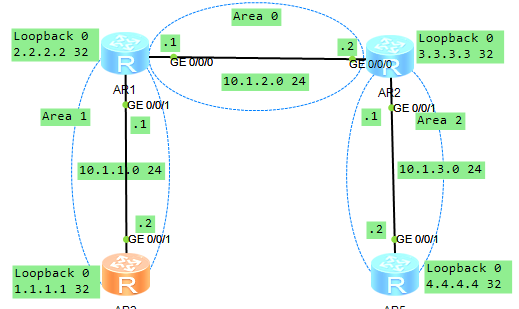 Area 0
Loopback 0
2.2.2.2 32
.1
GE 0/0/0
.2
GE 0/0/0
Loopback 0
3.3.3.3 32
R
R
10.1.2.0 24
AR1
AR2
GE 0/0/1
GE 0/0/1
Area 1
.1
.1
Area 2
10.1.1.0 24
10.1.3.0 24
.2
GE 0/0/1
.2
GE 0/0/1
Loopback 0
1.1.1.1 32
R
R
Loopback 0
4.4.4.4 32